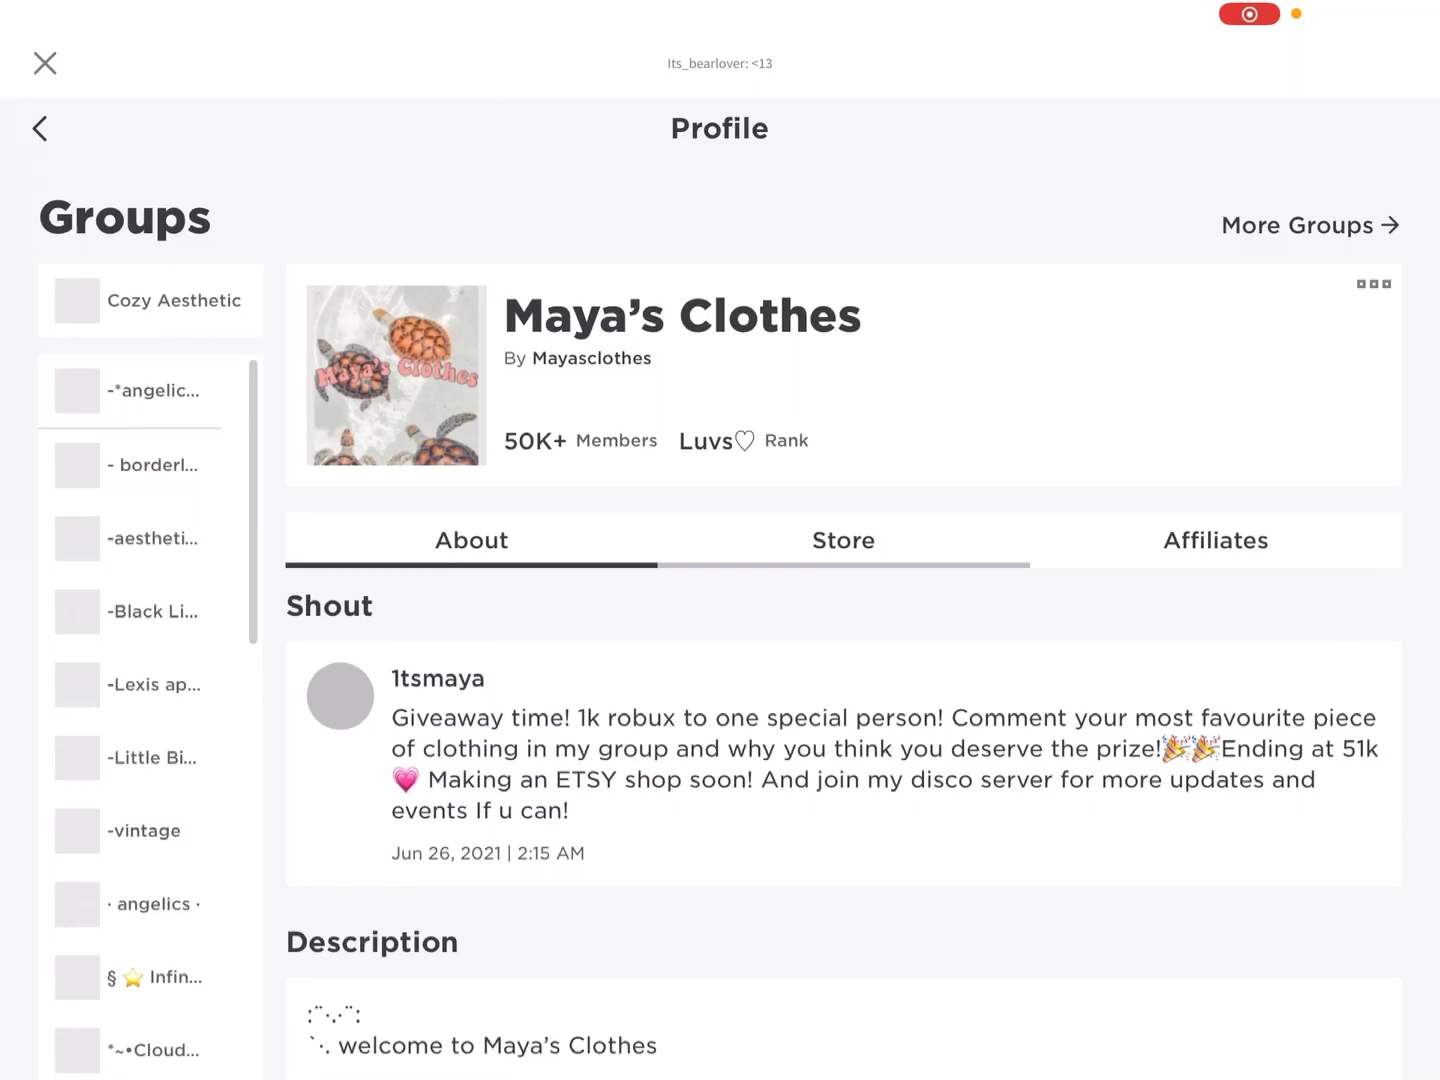 Its_bearlover: <13
Profile
Groups
More Groups →
Cozy Aesthetic
-*angelic...
- borderl...
-aestheti...
-Black Li...
-Lexis ap...
-Little Bi...
-vintage
· angelics ·
§ ⭐ Infin...
*~•Cloud...
Maya's Clothes
Maya’s Clothes
By Mayasclothes
50K+ Members Luvs♡ Rank
About Store Affiliates
Shout
1tsmaya
Giveaway time! 1k robux to one special person! Comment your most favourite piece
of clothing in my group and why you think you deserve the prize!🎉🎉Ending at 51k
💗 Making an ETSY shop soon! And join my disco server for more updates and
events If u can!
Jun 26, 2021 | 2:15 AM
Description
⡔⠉⠢⡠⠊⠑⡄
`·. welcome to Maya’s Clothes